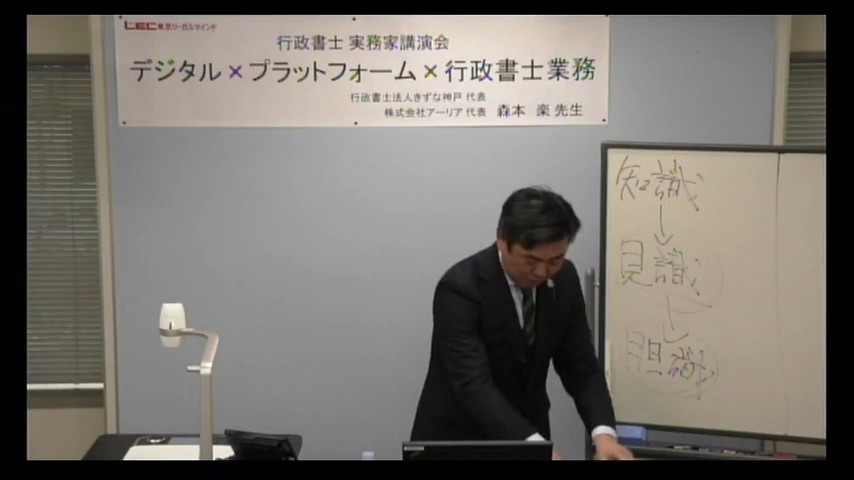 LEC東京リーガルマインド
行政書士 実務家講演会
デジタル×プラットフォーム×行政書士業務
行政書士法人きずな神戸 代表
株式会社アーリア 代表 森本 楽 先生
知識
↓
見識
↓
胆識